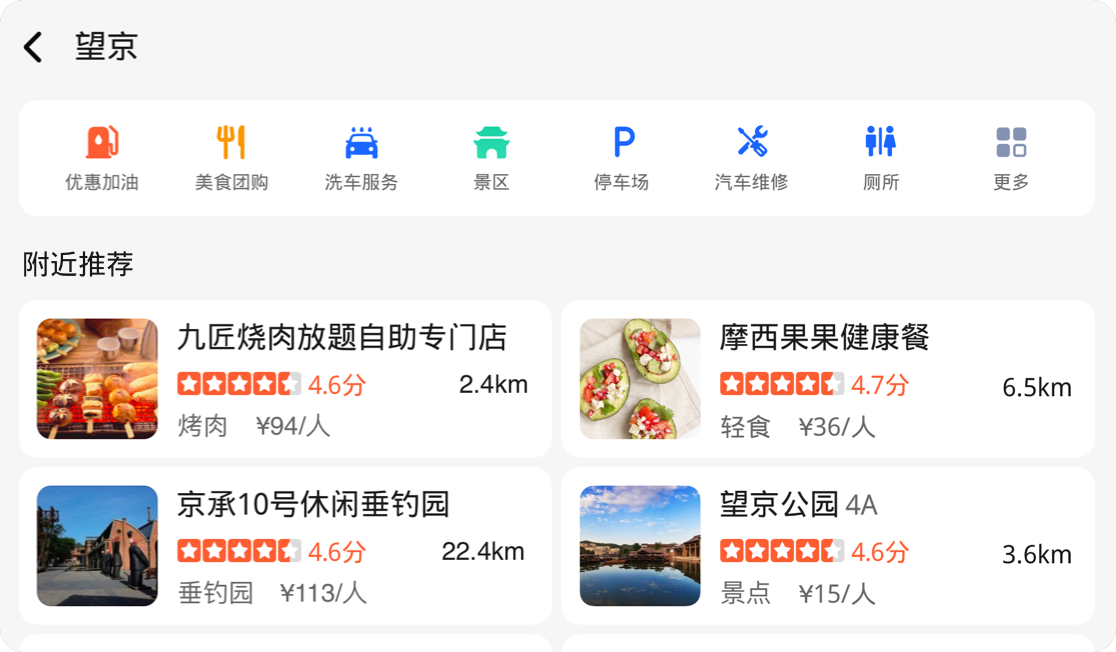 望京
优惠加油 美食团购 洗车服务 景区 停车场 汽车维修 厕所 更多
附近推荐
九匠烧肉放题自助专门店
4.6分 2.4km
烤肉 ¥94/人
摩西果果健康餐
4.7分 6.5km
轻食 ¥36/人
京承10号休闲垂钓园
4.6分 22.4km
垂钓园 ¥113/人
望京公园 4A
4.6分 3.6km
景点 ¥15/人